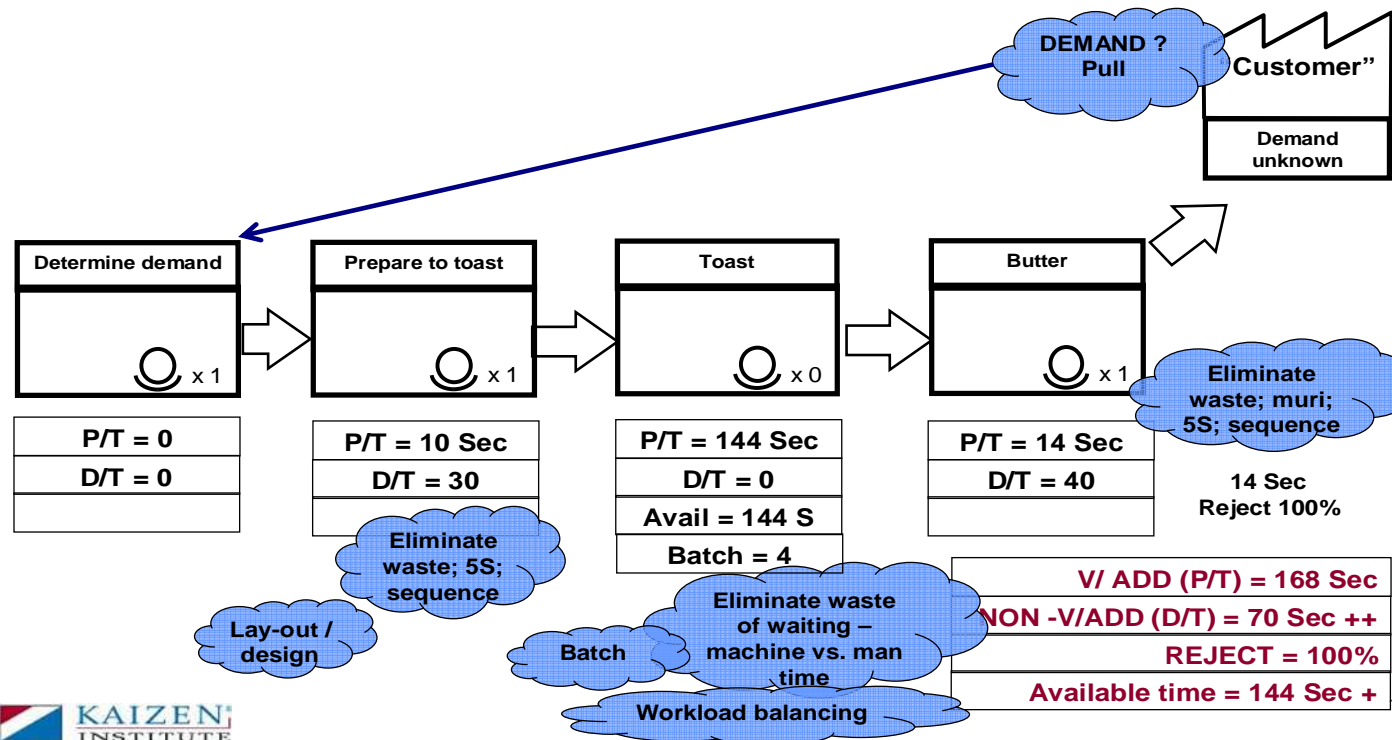 DEMAND ?
Pull
“Customer”
Demand
unknown
Determine demand
x 1
P/T = 0
D/T = 0
Prepare to toast
x 1
P/T = 10 Sec
D/T = 30
Toast
x 0
P/T = 144 Sec
D/T = 0
Avail = 144 S
Batch = 4
Butter
x 1
P/T = 14 Sec
D/T = 40
Eliminate
waste; muri;
5S; sequence
14 Sec
Reject 100%
Eliminate
waste; 5S;
sequence
Lay-out /
design
Batch
Eliminate waste
of waiting –
machine vs. man
time
Workload balancing
V/ ADD (P/T) = 168 Sec
NON -V/ADD (D/T) = 70 Sec ++
REJECT = 100%
Available time = 144 Sec +
KAIZEN
INSTITUTE